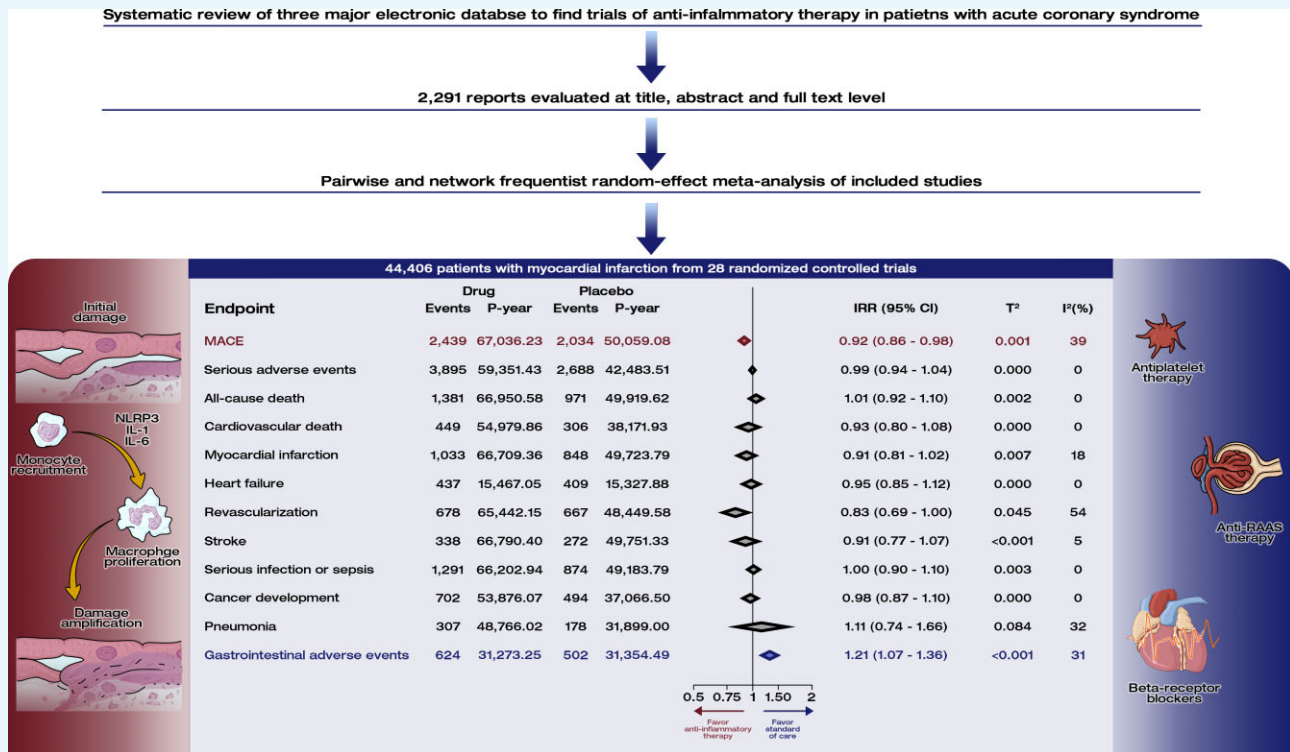 Systematic review of three major electronic databse to find trials of anti-infalmmatory therapy in patietns with acute coronary syndrome
2,291 reports evaluated at title, abstract and full text level
Pairwise and network frequentist random-effect meta-analysis of included studies
44,406 patients with myocardial infarction from 28 randomized controlled trials
Initial
damage
NLRP3
IL-1
IL-6
Monocyte
recruitment
Macrophge
proliferation
Damage
amplification
Drug Placebo
Endpoint Events P-year Events P-year IRR (95% CI) T² I²(%)
MACE 2,439 67,036.23 2,034 50,059.08 0.92 (0.86 - 0.98) 0.001 39
Serious adverse events 3,895 59,351.43 2,688 42,483.51 0.99 (0.94 - 1.04) 0.000 0
All-cause death 1,381 66,950.58 971 49,919.62 1.01 (0.92 - 1.10) 0.002 0
Cardiovascular death 449 54,979.86 306 38,171.93 0.93 (0.80 - 1.08) 0.000 0
Myocardial infarction 1,033 66,709.36 848 49,723.79 0.91 (0.81 - 1.02) 0.007 18
Heart failure 437 15,467.05 409 15,327.88 0.95 (0.85 - 1.12) 0.000 0
Revascularization 678 65,442.15 667 48,449.58 0.83 (0.69 - 1.00) 0.045 54
Stroke 338 66,790.40 272 49,751.33 0.91 (0.77 - 1.07) <0.001 5
Serious infection or sepsis 1,291 66,202.94 874 49,183.79 1.00 (0.90 - 1.10) 0.003 0
Cancer development 702 53,876.07 494 37,066.50 0.98 (0.87 - 1.10) 0.000 0
Pneumonia 307 48,766.02 178 31,899.00 1.11 (0.74 - 1.66) 0.084 32
Gastrointestinal adverse events 624 31,273.25 502 31,354.49 1.21 (1.07 - 1.36) <0.001 31
0.5 0.75 1 1.50 2
Favor
anti-inflammatory
therapy
Favor
standard
of care
Antiplatelet
therapy
Anti-RAAS
therapy
Beta-receptor
blockers